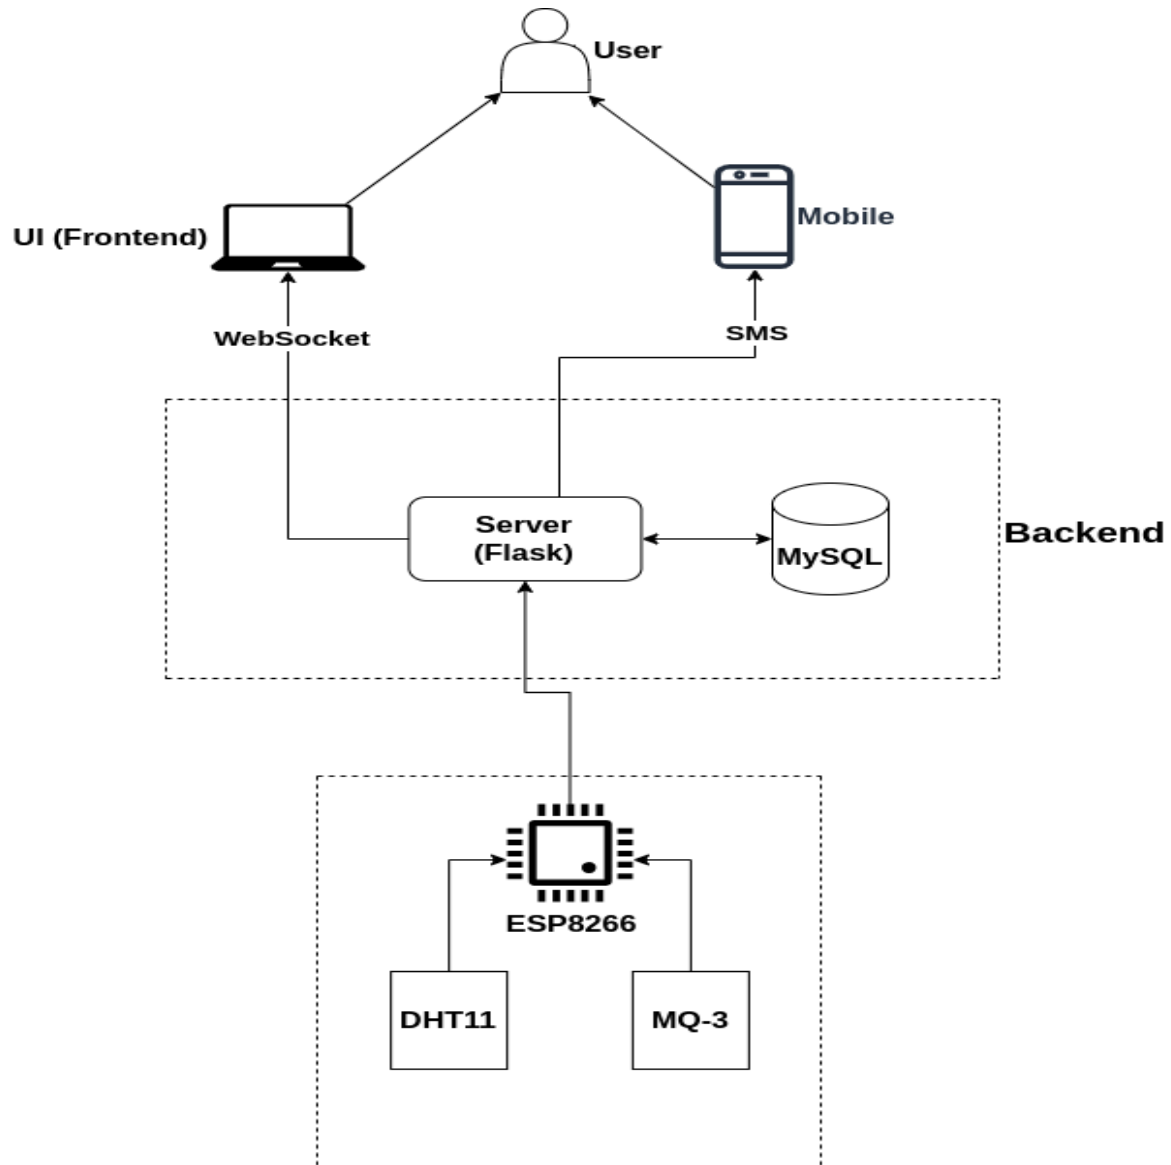 User
UI (Frontend)
Mobile
WebSocket
SMS
Server
(Flask)
MySQL
Backend
ESP8266
DHT11
MQ-3